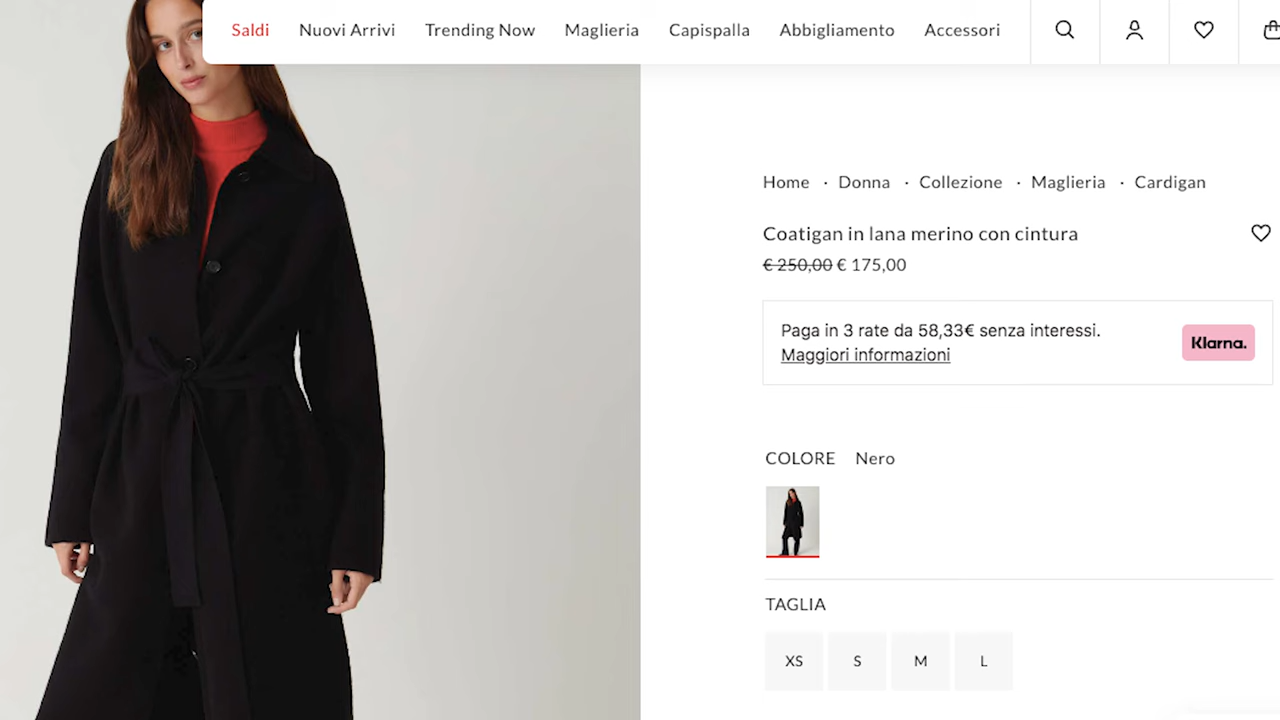 Saldi Nuovi Arrivi Trending Now Maglieria Capispalla Abbigliamento Accessori
Home · Donna · Collezione · Maglieria · Cardigan
Coatigan in lana merino con cintura
€ 250,00 € 175,00
Paga in 3 rate da 58,33€ senza interessi.
Maggiori informazioni
Klarna.
COLORE Nero
TAGLIA
XS S M L